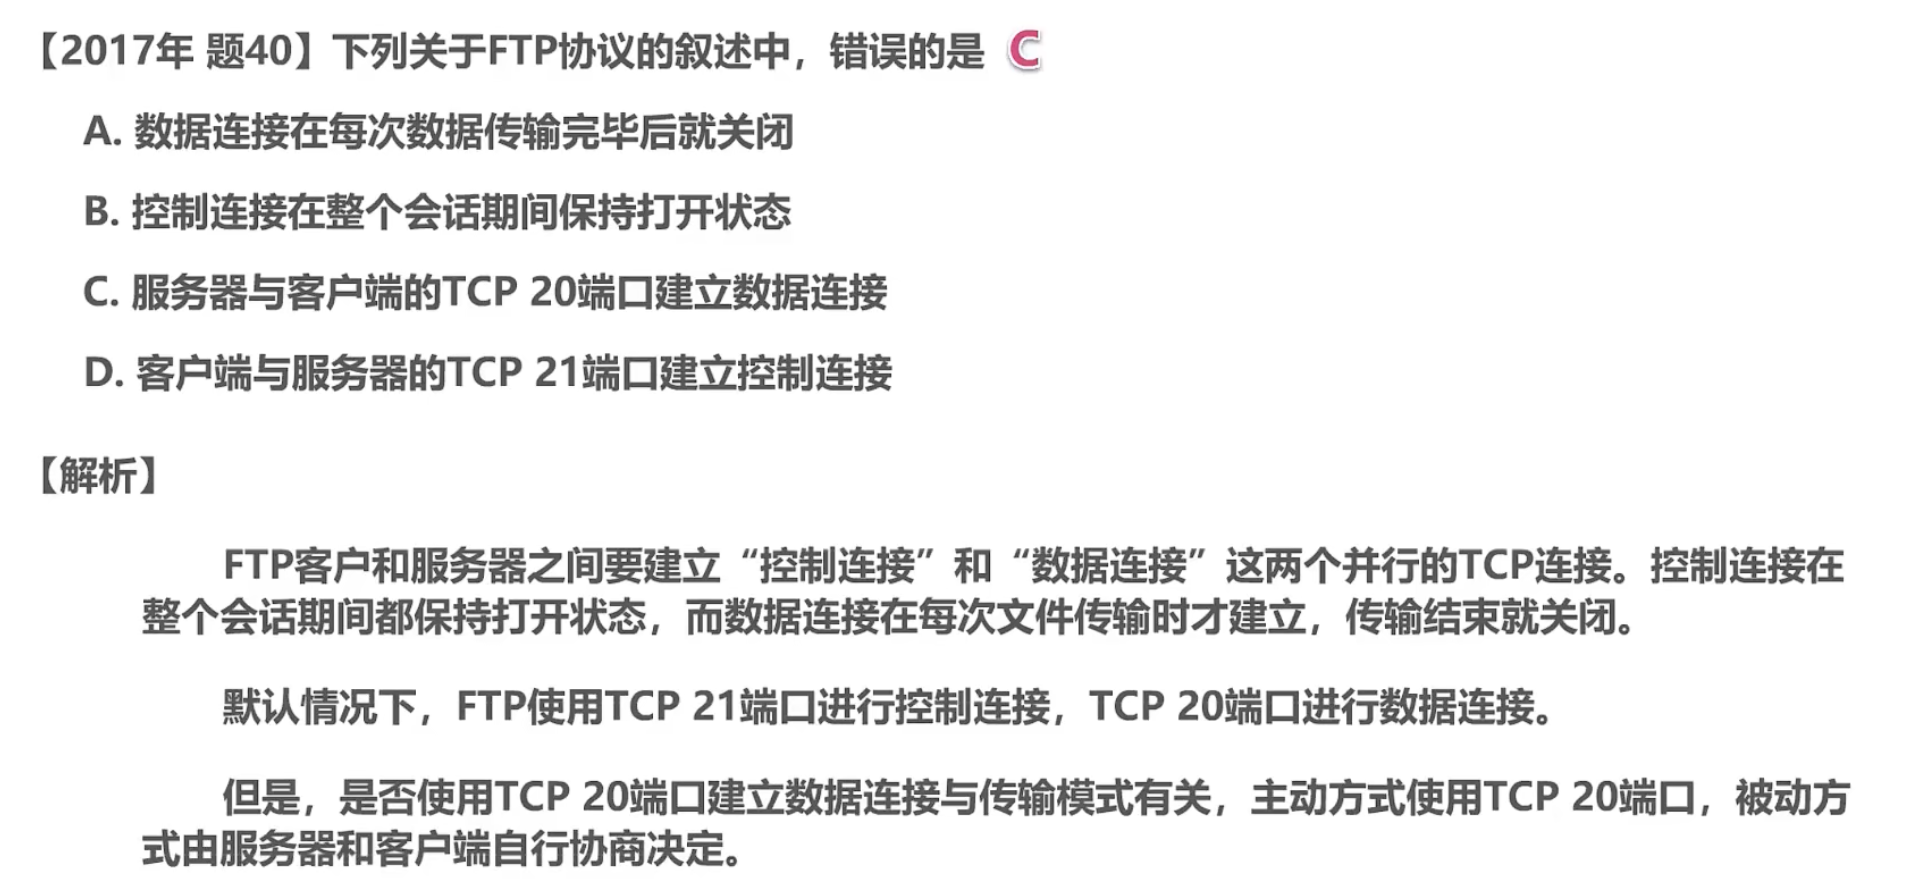 【2017年 题40】下列关于FTP协议的叙述中，错误的是 C
A. 数据连接在每次数据传输完毕后就关闭
B. 控制连接在整个会话期间保持打开状态
C. 服务器与客户端的TCP 20端口建立数据连接
D. 客户端与服务器的TCP 21端口建立控制连接
【解析】
FTP客户和服务器之间要建立“控制连接”和“数据连接”这两个并行的TCP连接。控制连接在
整个会话期间都保持打开状态，而数据连接在每次文件传输时才建立，传输结束就关闭。
默认情况下，FTP使用TCP 21端口进行控制连接，TCP 20端口进行数据连接。
但是，是否使用TCP 20端口建立数据连接与传输模式有关，主动方式使用TCP 20端口，被动方
式由服务器和客户端自行协商决定。